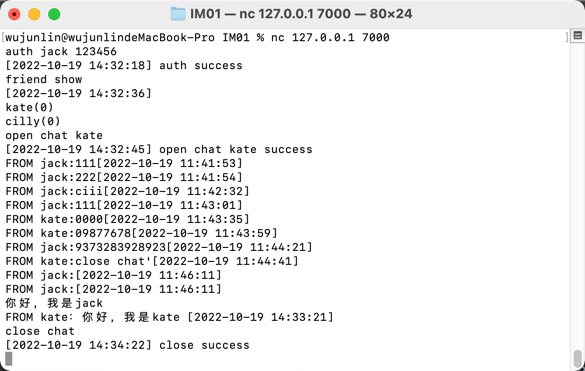 IM01 — nc 127.0.0.1 7000 — 80×24
[wujunlin@wujunlindeMacBook-Pro IM01 % nc 127.0.0.1 7000 ]
auth jack 123456
[2022-10-19 14:32:18] auth success
friend show
[2022-10-19 14:32:36]
kate(0)
cilly(0)
open chat kate
[2022-10-19 14:32:45] open chat kate success
FROM jack:111[2022-10-19 11:41:53]
FROM jack:222[2022-10-19 11:41:54]
FROM jack:ciii[2022-10-19 11:42:32]
FROM jack:111[2022-10-19 11:43:01]
FROM kate:0000[2022-10-19 11:43:35]
FROM kate:09877678[2022-10-19 11:43:59]
FROM jack:9373283928923[2022-10-19 11:44:21]
FROM kate:close chat'[2022-10-19 11:44:41]
FROM jack:[2022-10-19 11:46:11]
FROM jack:[2022-10-19 11:46:11]
你好，我是jack
FROM kate：你好，我是kate [2022-10-19 14:33:21]
close chat
[2022-10-19 14:34:22] close success